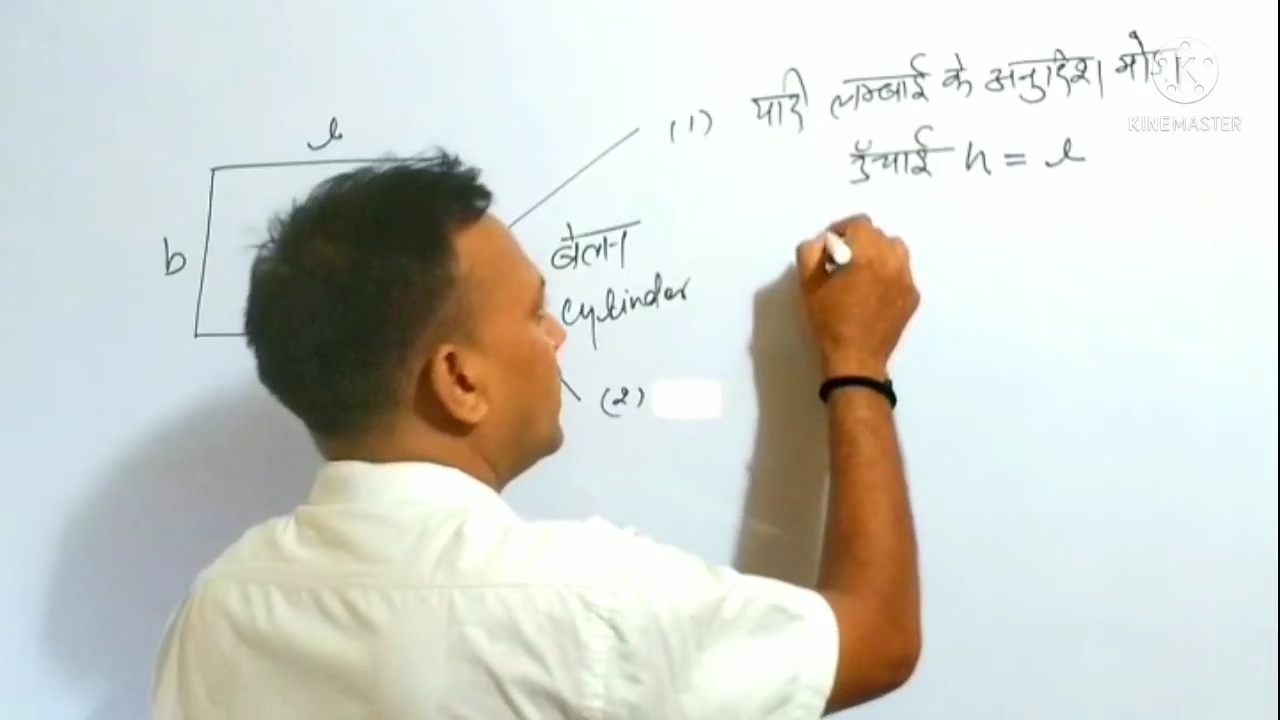 l
b
(1) यदि लम्बाई के अनुदिश
ऊँचाई h = l
बेलन
cylinder
(2)
KINEMASTER